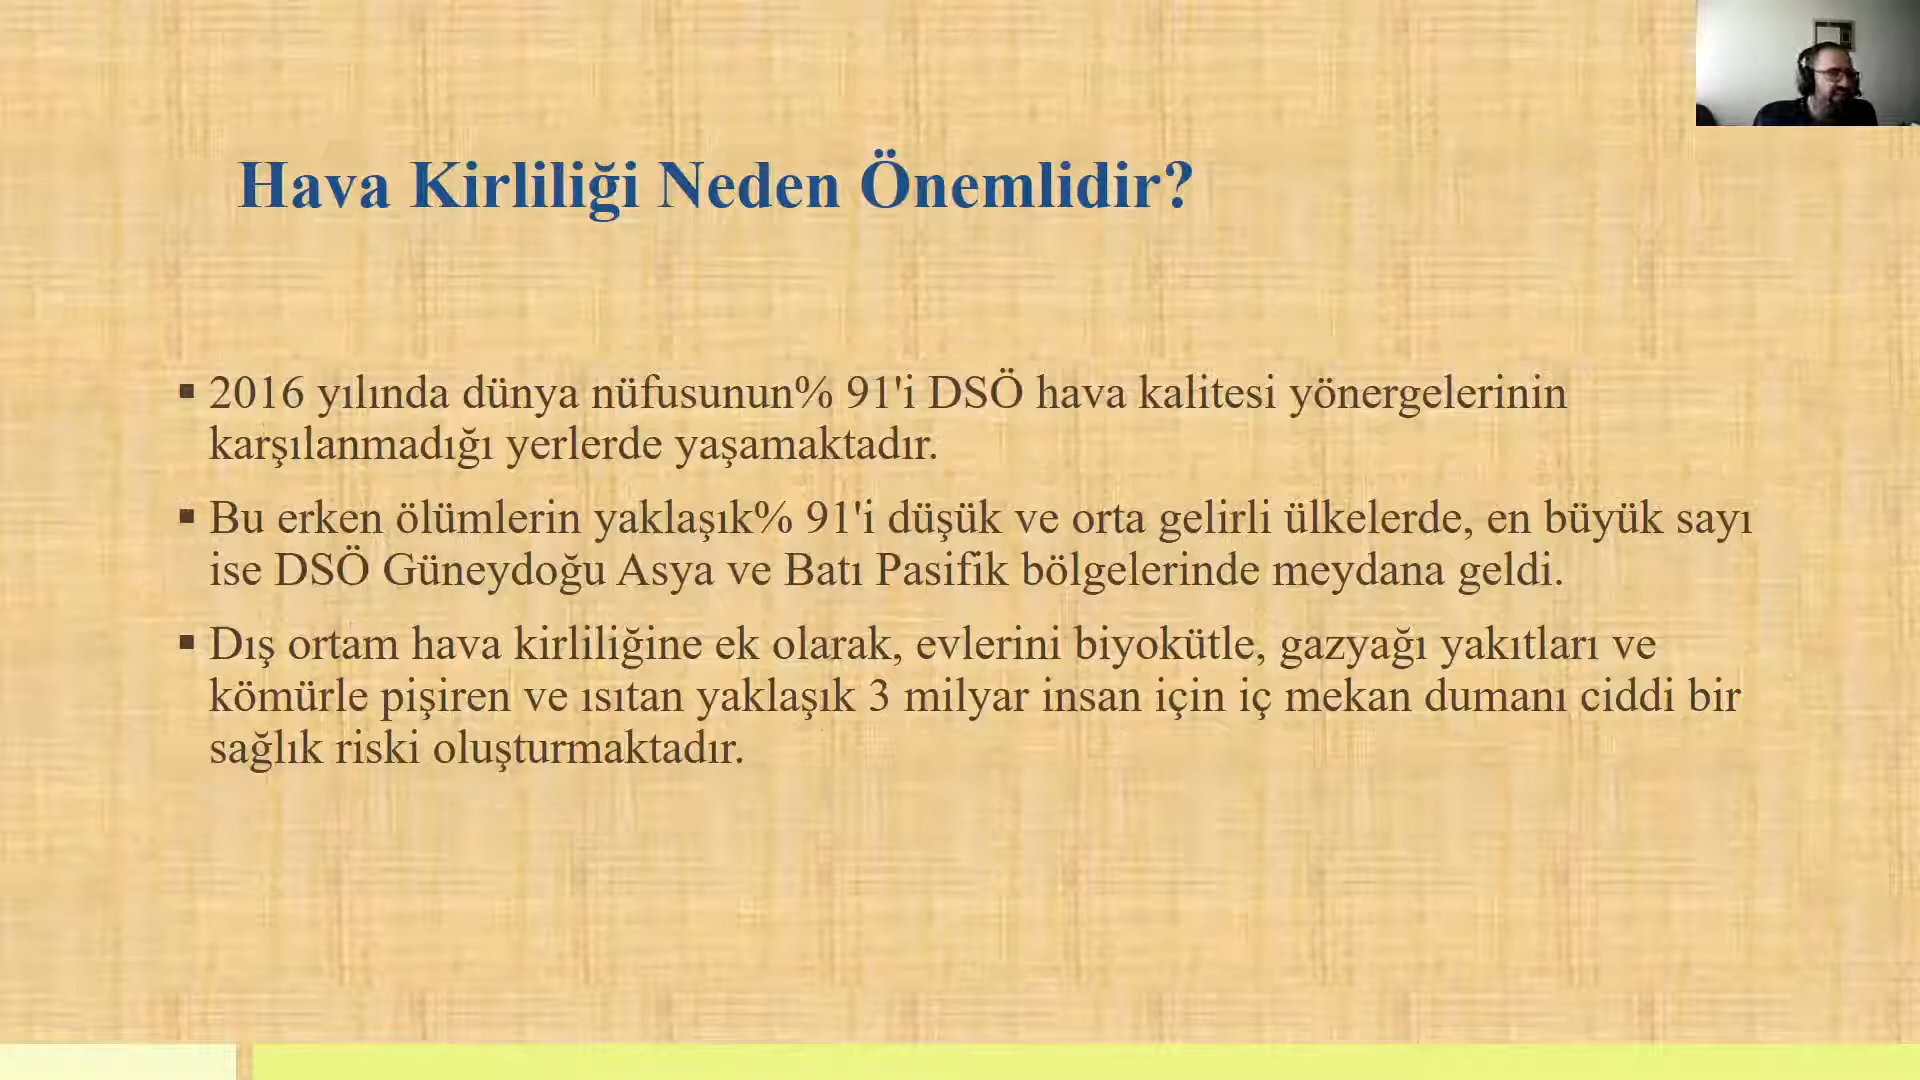 Hava Kirliliği Neden Önemlidir?
▪ 2016 yılında dünya nüfusunun% 91'i DSÖ hava kalitesi yönergelerinin
karşılanmadığı yerlerde yaşamaktadır.
▪ Bu erken ölümlerin yaklaşık% 91'i düşük ve orta gelirli ülkelerde, en büyük sayı
ise DSÖ Güneydoğu Asya ve Batı Pasifik bölgelerinde meydana geldi.
▪ Dış ortam hava kirliliğine ek olarak, evlerini biyokütle, gazyağı yakıtları ve
kömürle pişiren ve ısıtan yaklaşık 3 milyar insan için iç mekan dumanı ciddi bir
sağlık riski oluşturmaktadır.